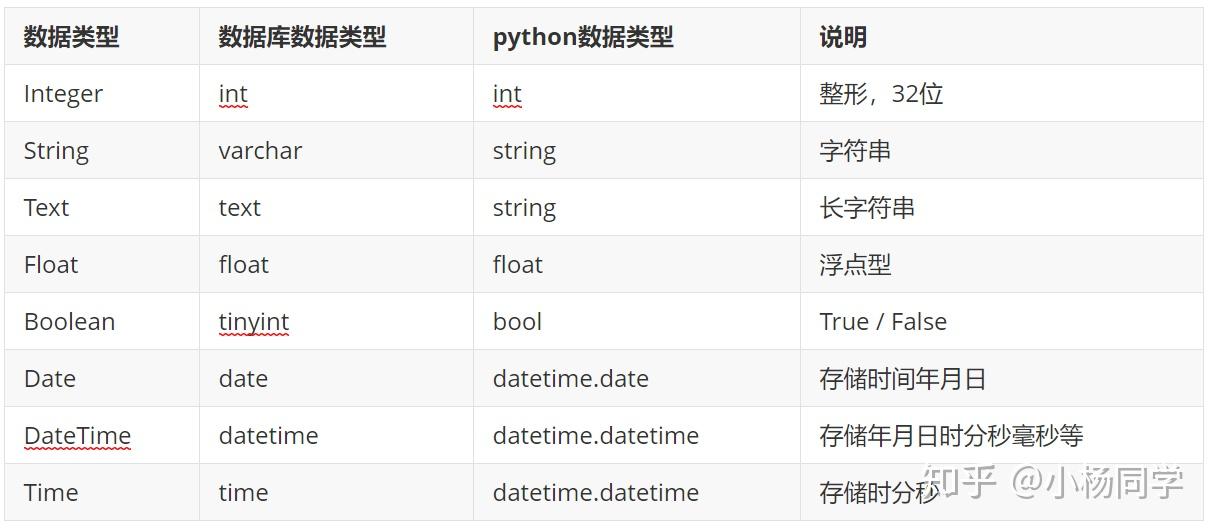 数据类型 数据库数据类型 python数据类型 说明
Integer int int 整形，32位
String varchar string 字符串
Text text string 长字符串
Float float float 浮点型
Boolean tinyint bool True / False
Date date datetime.date 存储时间年月日
DateTime datetime datetime.datetime 存储年月日时分秒毫秒等
Time time datetime.datetime 存储时分秒
知乎 @小杨同学